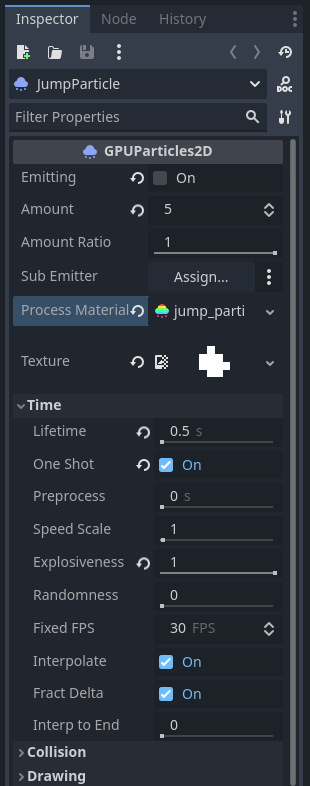 Inspector Node History
JumpParticle
DOC
Filter Properties
GPUParticles2D
Emitting On
Amount 5
Amount Ratio 1
Sub Emitter Assign...
Process Material jump_parti
Texture
Time
Lifetime 0.5 s
One Shot On
Preprocess 0 s
Speed Scale 1
Explosiveness 1
Randomness 0
Fixed FPS 30 FPS
Interpolate On
Fract Delta On
Interp to End 0
Collision
Drawing